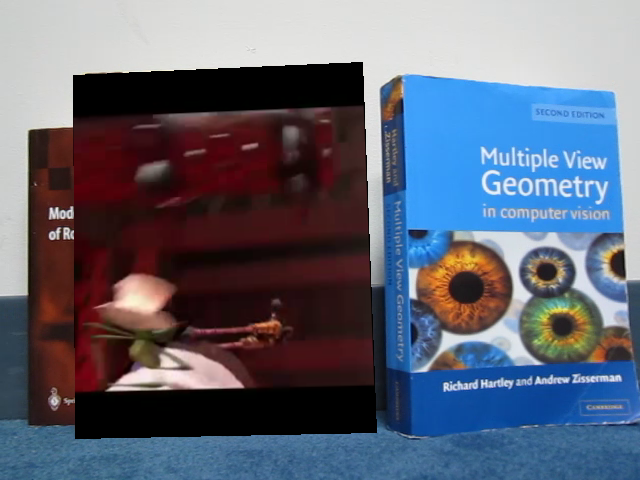 Mod
of Ro
SECOND EDITION
Multiple View
Geometry
in computer vision
Hartley and
Zisserman
Multiple View Geometry
Richard Hartley and Andrew Zisserman
CAMBRIDGE